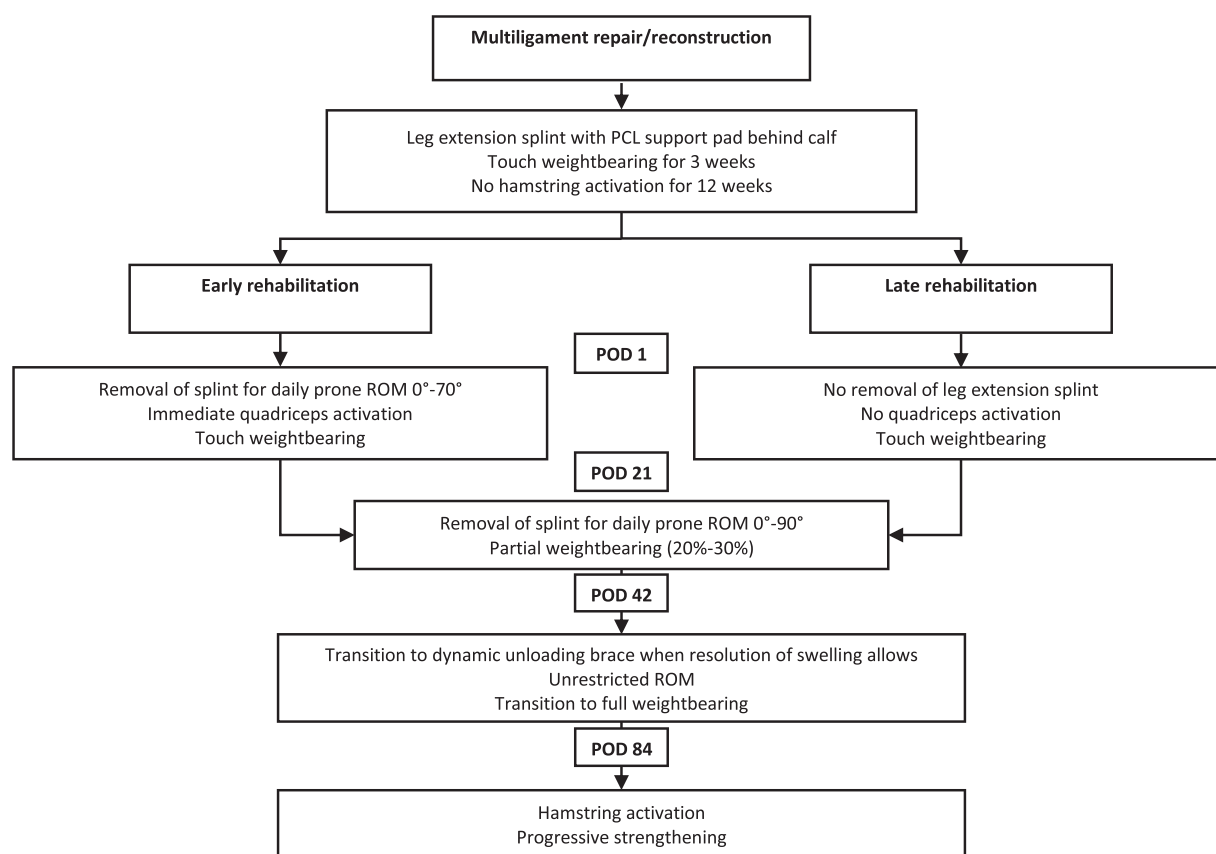 Multiligament repair/reconstruction
Leg extension splint with PCL support pad behind calf
Touch weightbearing for 3 weeks
No hamstring activation for 12 weeks
Early rehabilitation
Late rehabilitation
POD 1
Removal of splint for daily prone ROM 0°-70°
Immediate quadriceps activation
Touch weightbearing
No removal of leg extension splint
No quadriceps activation
Touch weightbearing
POD 21
Removal of splint for daily prone ROM 0°-90°
Partial weightbearing (20%-30%)
POD 42
Transition to dynamic unloading brace when resolution of swelling allows
Unrestricted ROM
Transition to full weightbearing
POD 84
Hamstring activation
Progressive strengthening